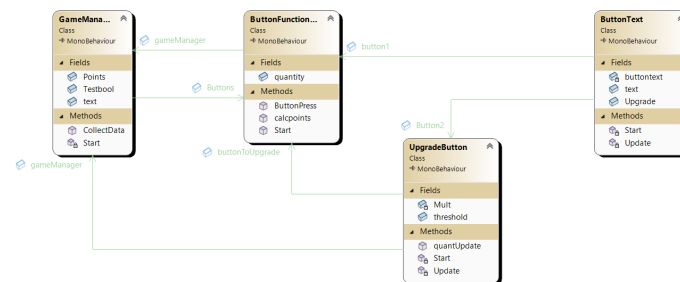 GameMana...
Class
MonoBehaviour
Fields
Points
Testbool
text
Methods
CollectData
Start
gameManager
Buttons
ButtonFunction...
Class
MonoBehaviour
Fields
quantity
Methods
ButtonPress
calcpoints
Start
button1
Button2
ButtonText
Class
MonoBehaviour
Fields
buttontext
text
Upgrade
Methods
Start
Update
gameManager
buttonToUpgrade
UpgradeButton
Class
MonoBehaviour
Fields
Mult
threshold
Methods
quantUpdate
Start
Update